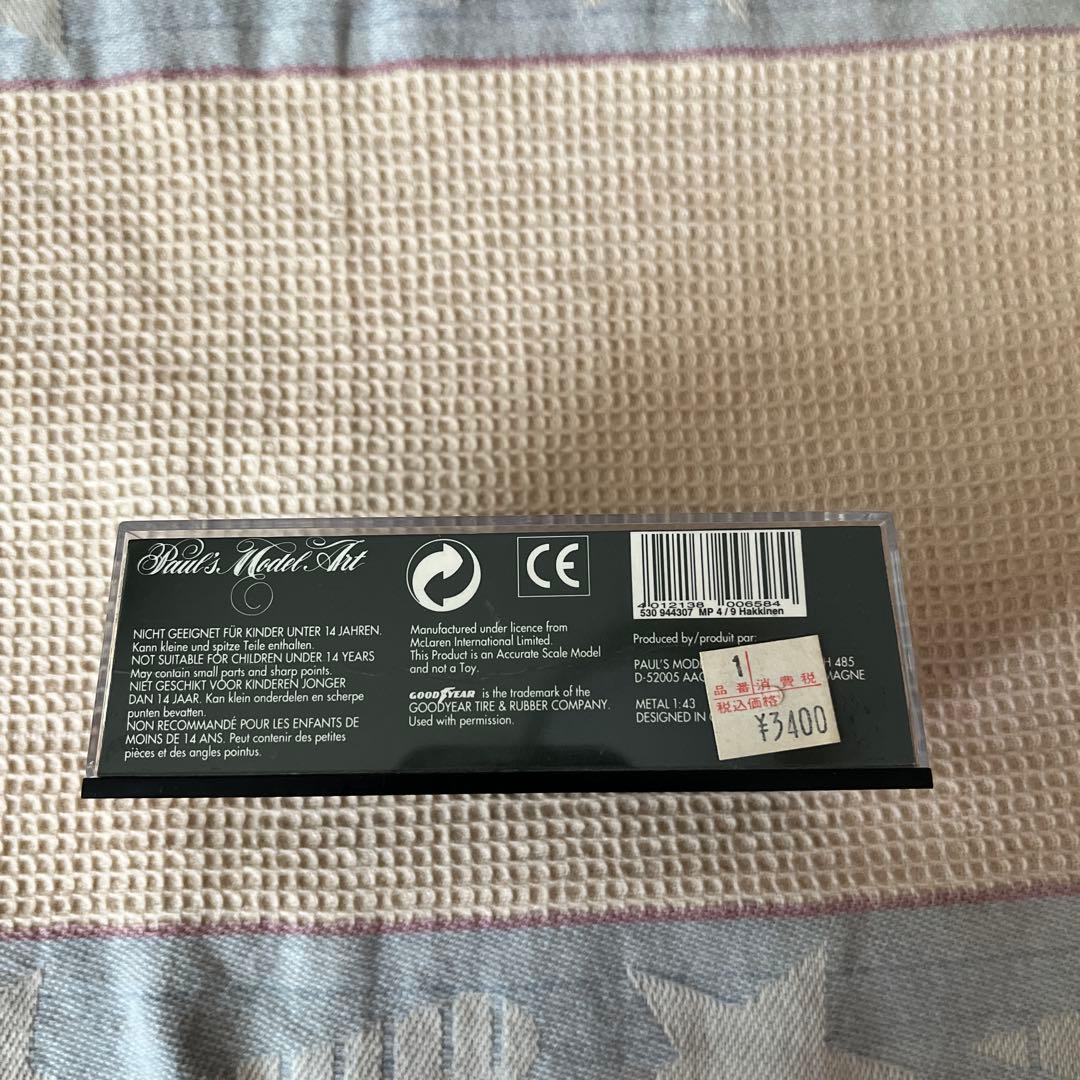 Paul's Model Art
NICHT GEEIGNET FÜR KINDER UNTER 14 JAHREN.
Kann kleine und spitze Teile enthalten.
NOT SUITABLE FOR CHILDREN UNDER 14 YEARS
May contain small parts and sharp points.
NIET GESCHIKT VOOR KINDEREN JONGER
DAN 14 JAAR. Kan klein onderdelen en scherpe
punten bevatten.
NON RECOMMANDÉ POUR LES ENFANTS DE
MOINS DE 14 ANS. Peut contenir des petites
pièces et des angles pointus.
CE
Manufactured under licence from
McLaren International Limited.
This Product is an Accurate Scale Model
and not a Toy.
GOODYEAR is the trademark of the
GOODYEAR TIRE & RUBBER COMPANY.
Used with permission.
4 012138 006584
530 944307 MP 4 / 9 Hakkinen
Produced by/produit par:
PAUL'S H 485
D-52005
METAL 1:43
DESIGNED IN
1
品番 消費税
税込価格
¥3400